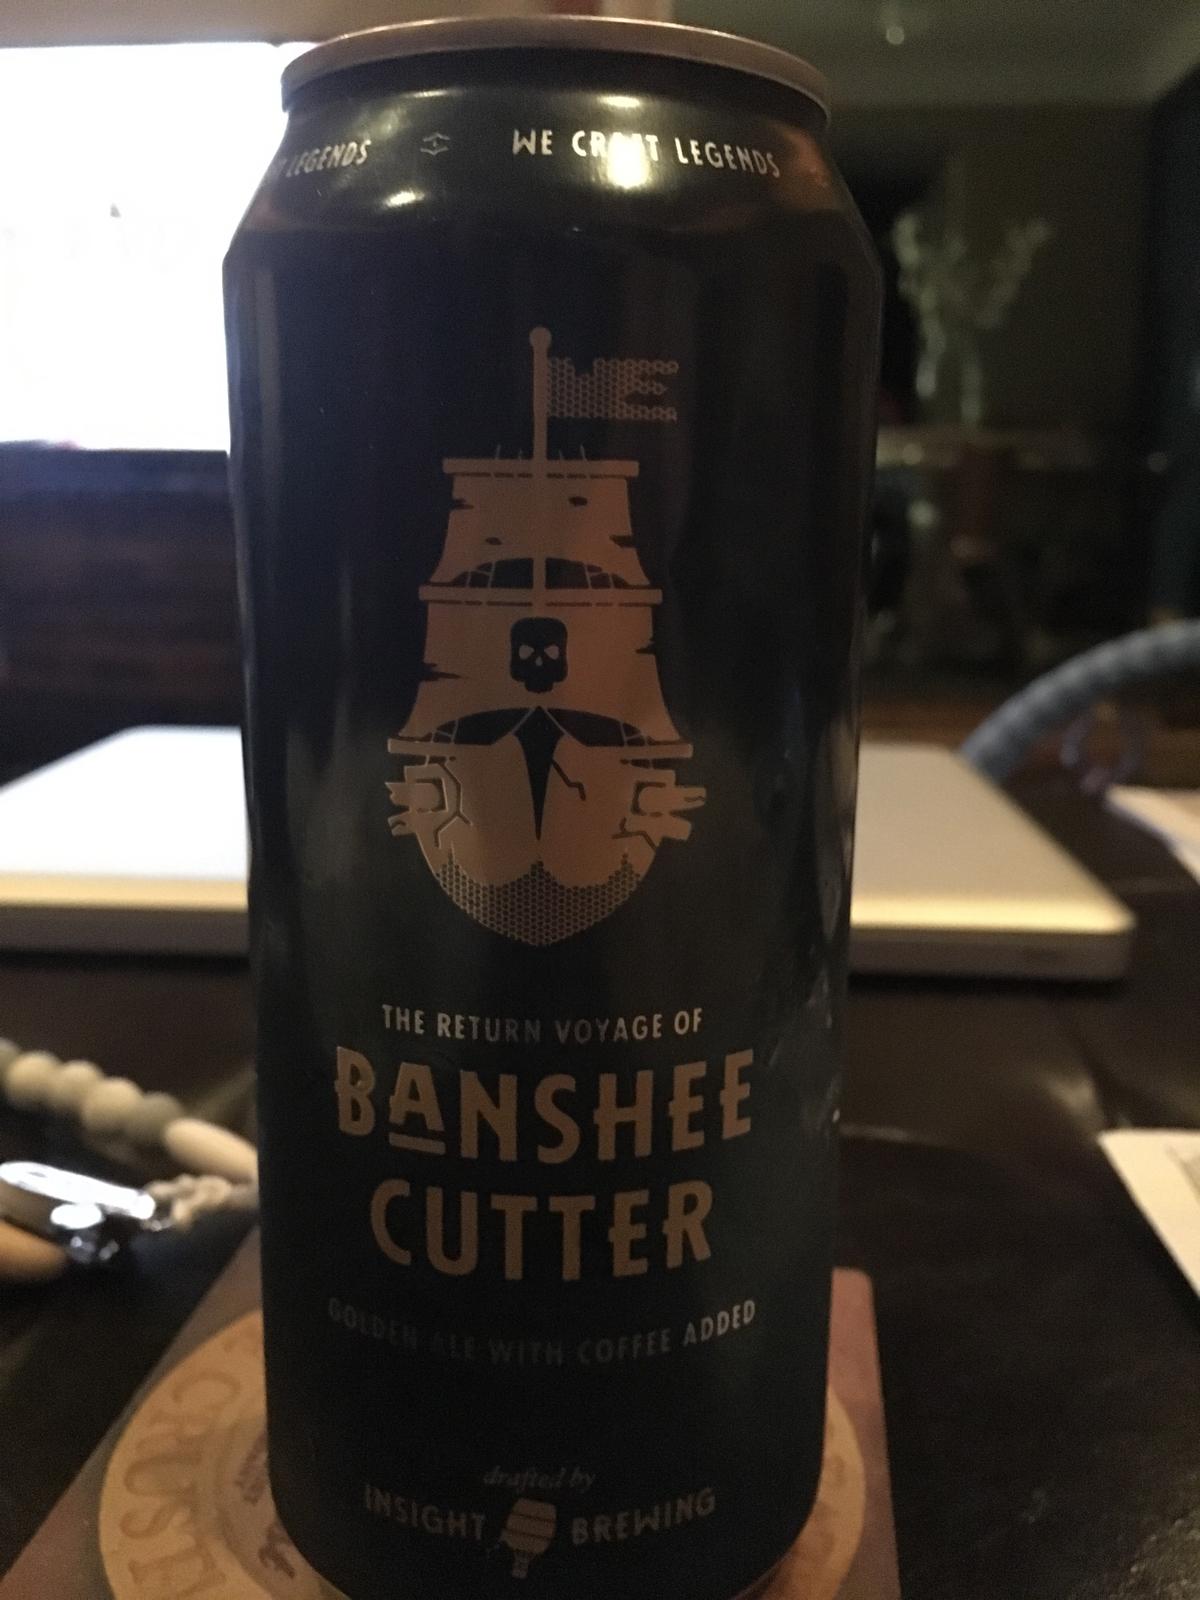 LEGENDS WE CRAFT LEGENDS
THE RETURN VOYAGE OF
BANSHEE
CUTTER
GOLDEN ALE WITH COFFEE ADDED
drafted by
INSIGHT BREWING